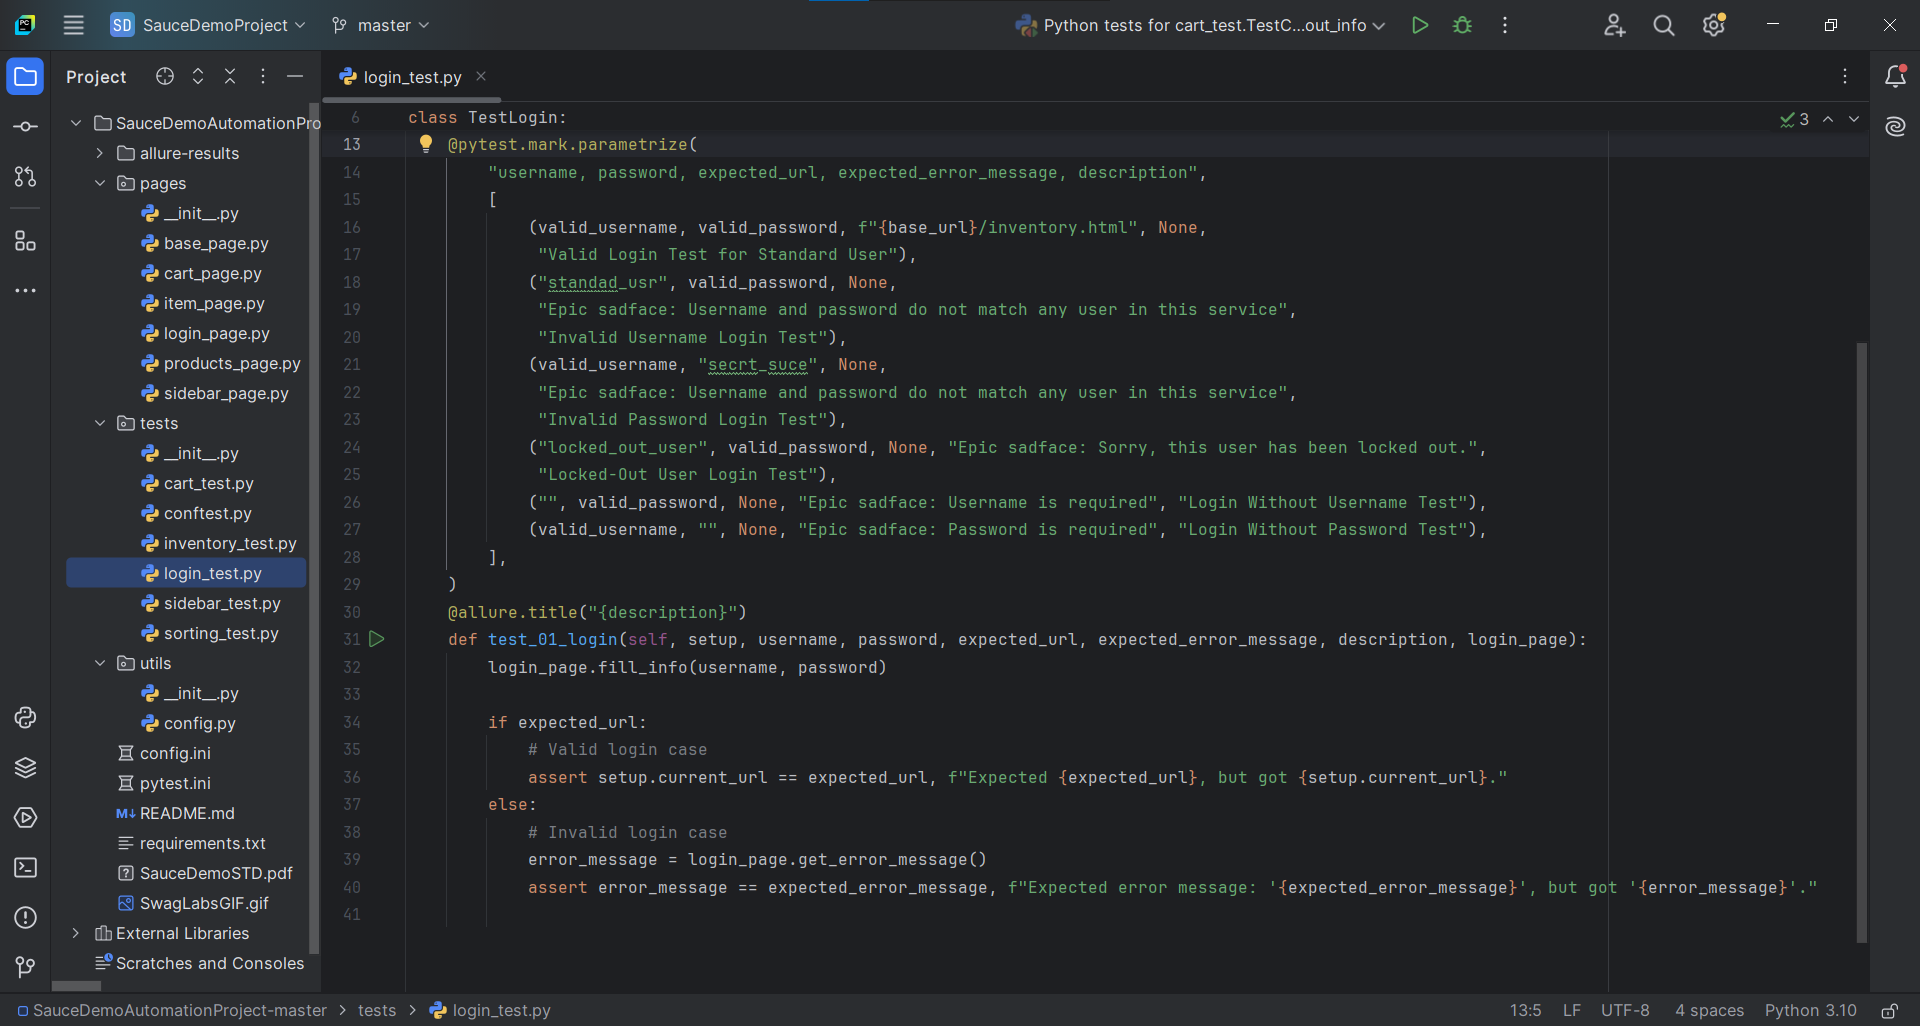 SD SauceDemoProject master Python tests for cart_test.TestC...out_info
Project
login_test.py
SauceDemoAutomationPro
allure-results
pages
__init__.py
base_page.py
cart_page.py
item_page.py
login_page.py
products_page.py
sidebar_page.py
tests
__init__.py
cart_test.py
conftest.py
inventory_test.py
login_test.py
sidebar_test.py
sorting_test.py
utils
__init__.py
config.py
config.ini
pytest.ini
M↓ README.md
requirements.txt
SauceDemoSTD.pdf
SwagLabsGIF.gif
External Libraries
Scratches and Consoles
6 class TestLogin:
3
13 @pytest.mark.parametrize(
14 "username, password, expected_url, expected_error_message, description",
15 [
16 (valid_username, valid_password, f"{base_url}/inventory.html", None,
17 "Valid Login Test for Standard User"),
18 ("standad_usr", valid_password, None,
19 "Epic sadface: Username and password do not match any user in this service",
20 "Invalid Username Login Test"),
21 (valid_username, "secrt_suce", None,
22 "Epic sadface: Username and password do not match any user in this service",
23 "Invalid Password Login Test"),
24 ("locked_out_user", valid_password, None, "Epic sadface: Sorry, this user has been locked out.",
25 "Locked-Out User Login Test"),
26 ("", valid_password, None, "Epic sadface: Username is required", "Login Without Username Test"),
27 (valid_username, "", None, "Epic sadface: Password is required", "Login Without Password Test"),
28 ],
29 )
30 @allure.title("{description}")
31 def test_01_login(self, setup, username, password, expected_url, expected_error_message, description, login_page):
32 login_page.fill_info(username, password)
33
34 if expected_url:
35 # Valid login case
36 assert setup.current_url == expected_url, f"Expected {expected_url}, but got {setup.current_url}."
37 else:
38 # Invalid login case
39 error_message = login_page.get_error_message()
40 assert error_message == expected_error_message, f"Expected error message: '{expected_error_message}', but got '{error_message}'."
41
SauceDemoAutomationProject-master > tests > login_test.py
13:5 LF UTF-8 4 spaces Python 3.10